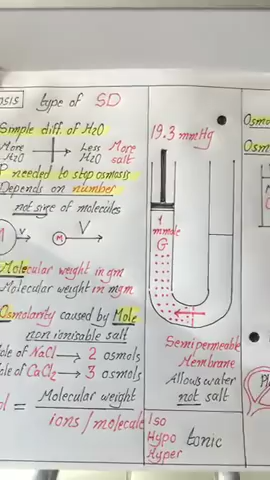 osis type of SD
Simple diff. of H2O
More H2O → Less H2O More salt
P needed to stop osmosis
Depends on number
not size of molecules
M V M V
Molecular weight in gm
Molecular weight in mgm
Osmolarity caused by Mole
non ionisable salt
ole of NaCl → 2 osmols
ole of CaCl2 → 3 osmols
ol = Molecular weight
ions/molecule
19.3 mmHg
1
mmole
G
Semipermeable
Membrane
Allows water
not salt
Iso
Hypo tonic
Hyper
Osmo
Osm